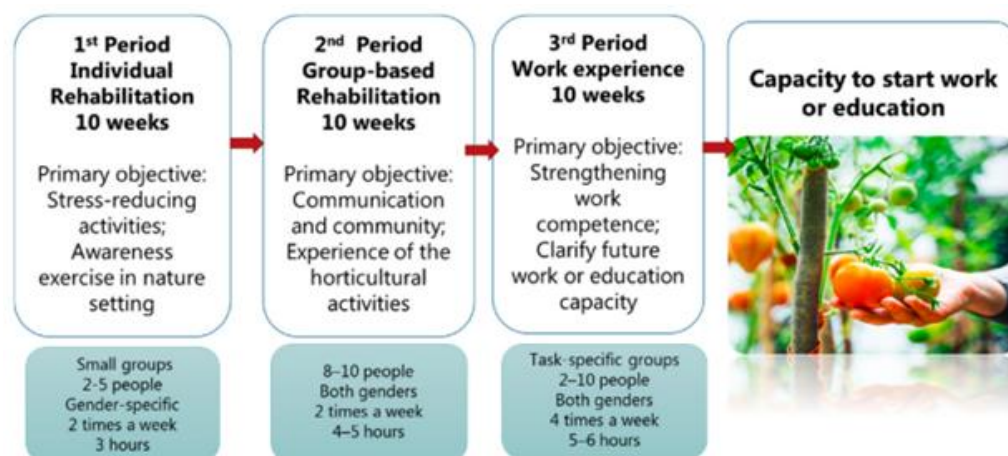 1st Period
Individual
Rehabilitation
10 weeks
Primary objective:
Stress-reducing
activities;
Awareness
exercise in nature
setting
Small groups
2-5 people
Gender-specific
2 times a week
3 hours
2nd Period
Group-based
Rehabilitation
10 weeks
Primary objective:
Communication
and community;
Experience of the
horticultural
activities
8–10 people
Both genders
2 times a week
4–5 hours
3rd Period
Work experience
10 weeks
Primary objective:
Strengthening
work
competence;
Clarify future
work or education
capacity
Task-specific groups
2–10 people
Both genders
4 times a week
5–6 hours
Capacity to start work
or education